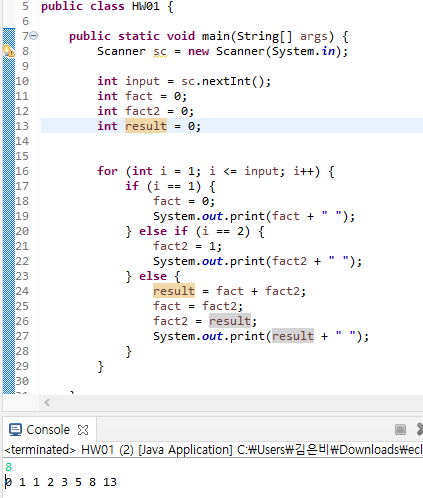 5 public class HW01 {
6
7 public static void main(String[] args) {
8 Scanner sc = new Scanner(System.in);
9
10 int input = sc.nextInt();
11 int fact = 0;
12 int fact2 = 0;
13 int result = 0;
14
15
16 for (int i = 1; i <= input; i++) {
17 if (i == 1) {
18 fact = 0;
19 System.out.print(fact + " ");
20 } else if (i == 2) {
21 fact2 = 1;
22 System.out.print(fact2 + " ");
23 } else {
24 result = fact + fact2;
25 fact = fact2;
26 fact2 = result;
27 System.out.print(result + " ");
28 }
29 }
30
Console
<terminated> HW01 (2) [Java Application] C:₩Users₩김은비₩Downloads₩ecl
8
0 1 1 2 3 5 8 13